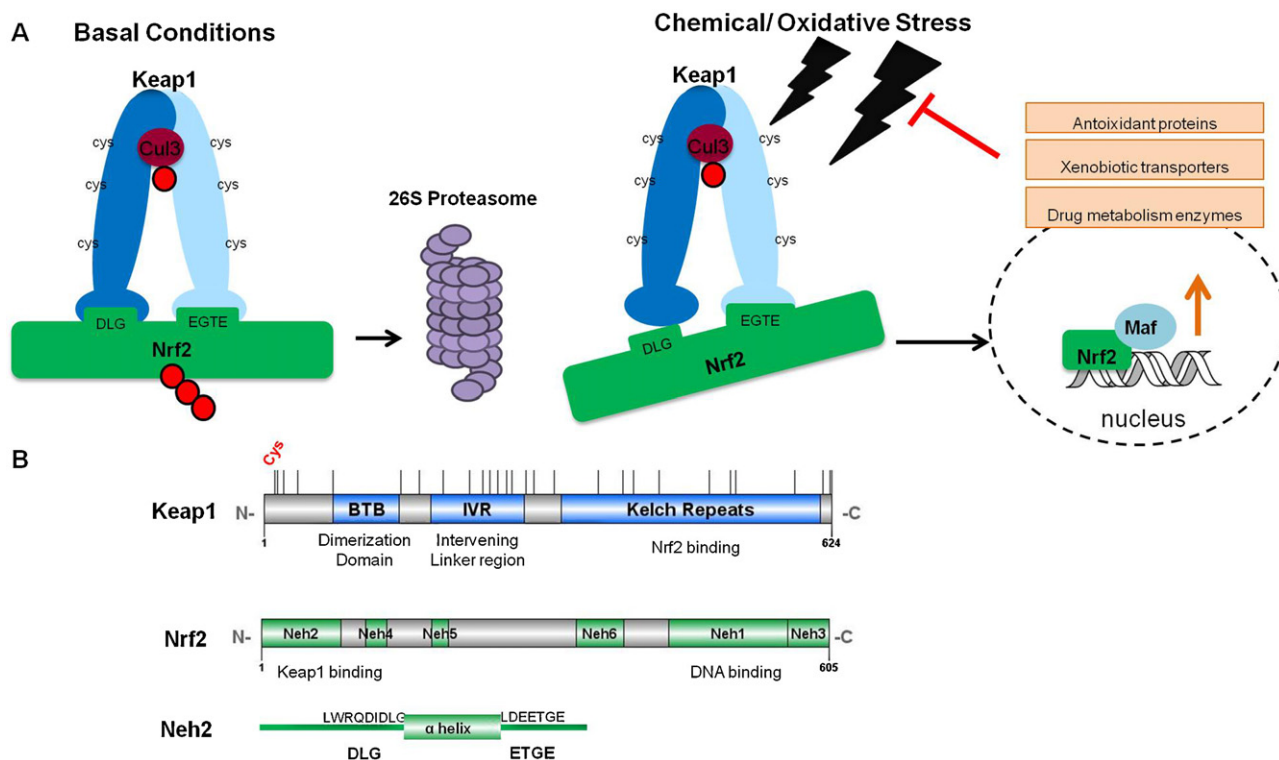 A
Basal Conditions
Keap1
cys
cys
Cul3
cys
cys
cys
cys
DLG
EGTE
Nrf2
26S Proteasome
Chemical/ Oxidative Stress
Keap1
cys
cys
Cul3
cys
cys
cys
cys
DLG
EGTE
Nrf2
Antoixidant proteins
Xenobiotic transporters
Drug metabolism enzymes
Maf
Nrf2
nucleus
B
Cys
Keap1
N-
BTB
IVR
Kelch Repeats
-C
1
624
Dimerization
Domain
Intervening
Linker region
Nrf2 binding
Nrf2
N-
Neh2
Neh4
Neh5
Neh6
Neh1
Neh3
-C
1
605
Keap1 binding
DNA binding
Neh2
LWRQDIDLG
α helix
LDEETGE
DLG
ETGE